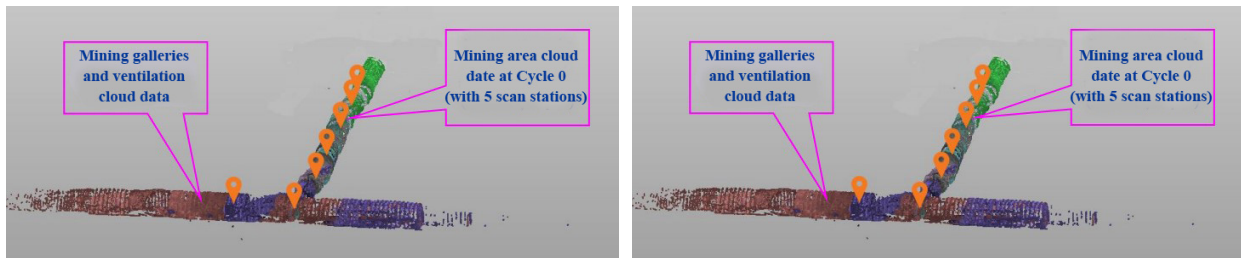 Mining galleries
and ventilation
cloud data
Mining area cloud
date at Cycle 0
(with 5 scan stations)
Mining galleries
and ventilation
cloud data
Mining area cloud
date at Cycle 0
(with 5 scan stations)